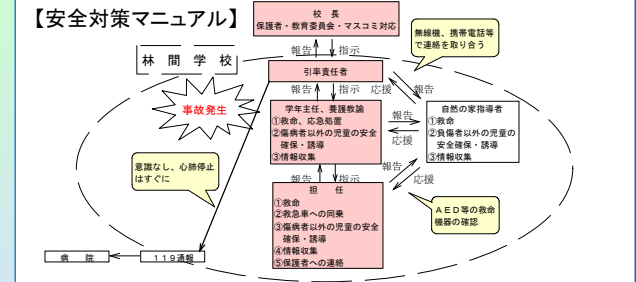 【安全対策マニュアル】
校　長
保護者・教育委員会・マスコミ対応
報告
指示
無線機、携帯電話等
で連絡を取り合う
林 間 学 校
引率責任者
報告
指示
応援
報告
事故発生
学年主任、養護教諭
①救命、応急処置
②傷病者以外の児童の安全
確保・誘導
③情報収集
報告
応援
自然の家指導者
①救命
②負傷者以外の児童の
安全確保・誘導
③情報収集
意識なし、心肺停止
はすぐに
報告
指示
報告
応援
担　任
①救命
②救急車への同乗
③傷病者以外の児童の安全
確保・誘導
④情報収集
⑤保護者への連絡
ＡＥＤ等の救命
機器の確認
病　院
１１９通報